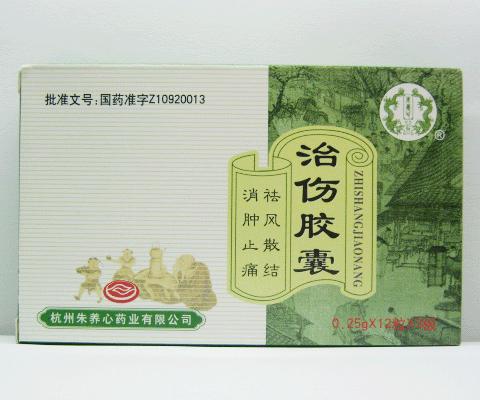 批准文号:国药准字Z10920013
治伤胶囊
ZHISHANGJIAONANG
祛风散结
消肿止痛
杭州朱养心药业有限公司
®